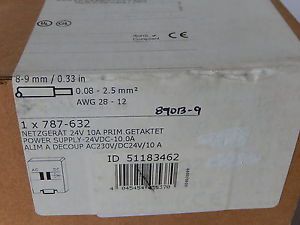 8-9 mm / 0.33 in
0.08 - 2.5 mm²
AWG 28 - 12
89013-9
1 x 787-632
NETZGERÄT 24V 10A PRIM.GETAKTET
POWER SUPPLY-24VDC-10.0A
ALIM A DECOUP AC230V/DC24V/10 A
ID 51183462